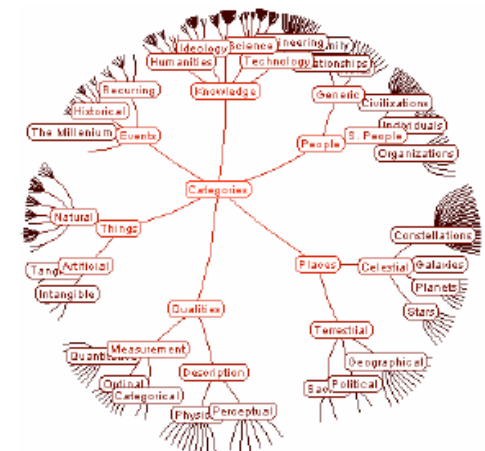 Ideology
Science
Humanities
Technology
Knowledge
Recurring
Historical
The Millenium
Events
Generic
Civilizations
Individuals
S. People
People
Organizations
Categories
Natural
Things
Artificial
Intangible
Constellations
Places
Celestial
Galaxies
Planets
Stars
Qualities
Terrestrial
Measurement
Geographical
Description
Political
Ordinal
Categorical
Perceptual